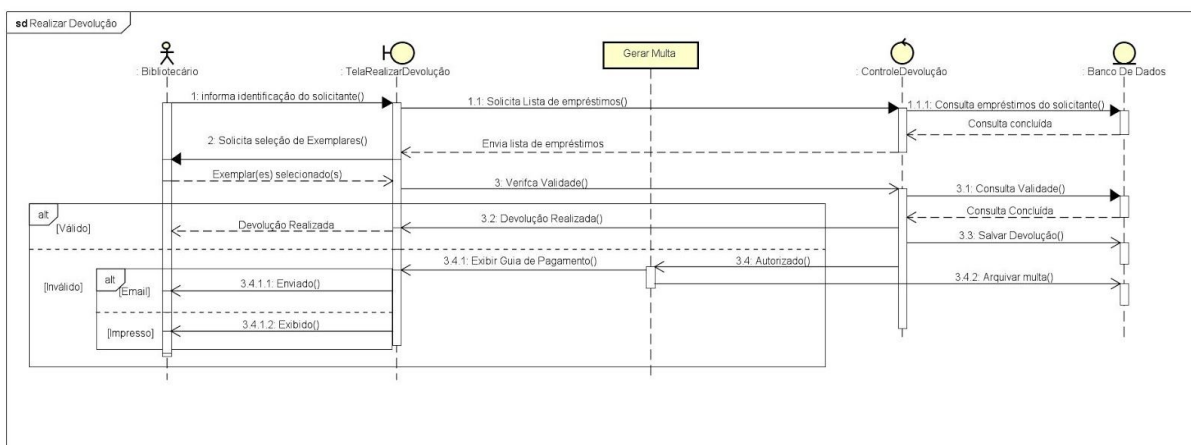 sd Realizar Devolução
: Bibliotecário
: TelaRealizarDevolução
Gerar Multa
: ControleDevolução
: Banco De Dados
1: informa identificação do solicitante()
1.1: Solicita Lista de empréstimos()
1.1.1: Consulta empréstimos do solicitante()
Consulta concluída
Envia lista de empréstimos
2: Solicita seleção de Exemplares()
Exemplar(es) selecionado(s)
3: Verifca Validade()
3.1: Consulta Validade()
Consulta Concluída
alt
[Válido]
3.2: Devolução Realizada()
Devolução Realizada
3.3: Salvar Devolução()
3.4: Autorizado()
3.4.1: Exibir Guia de Pagamento()
3.4.2: Arquivar multa()
[Inválido]
alt
[Email]
3.4.1.1: Enviado()
[Impresso]
3.4.1.2: Exibido()